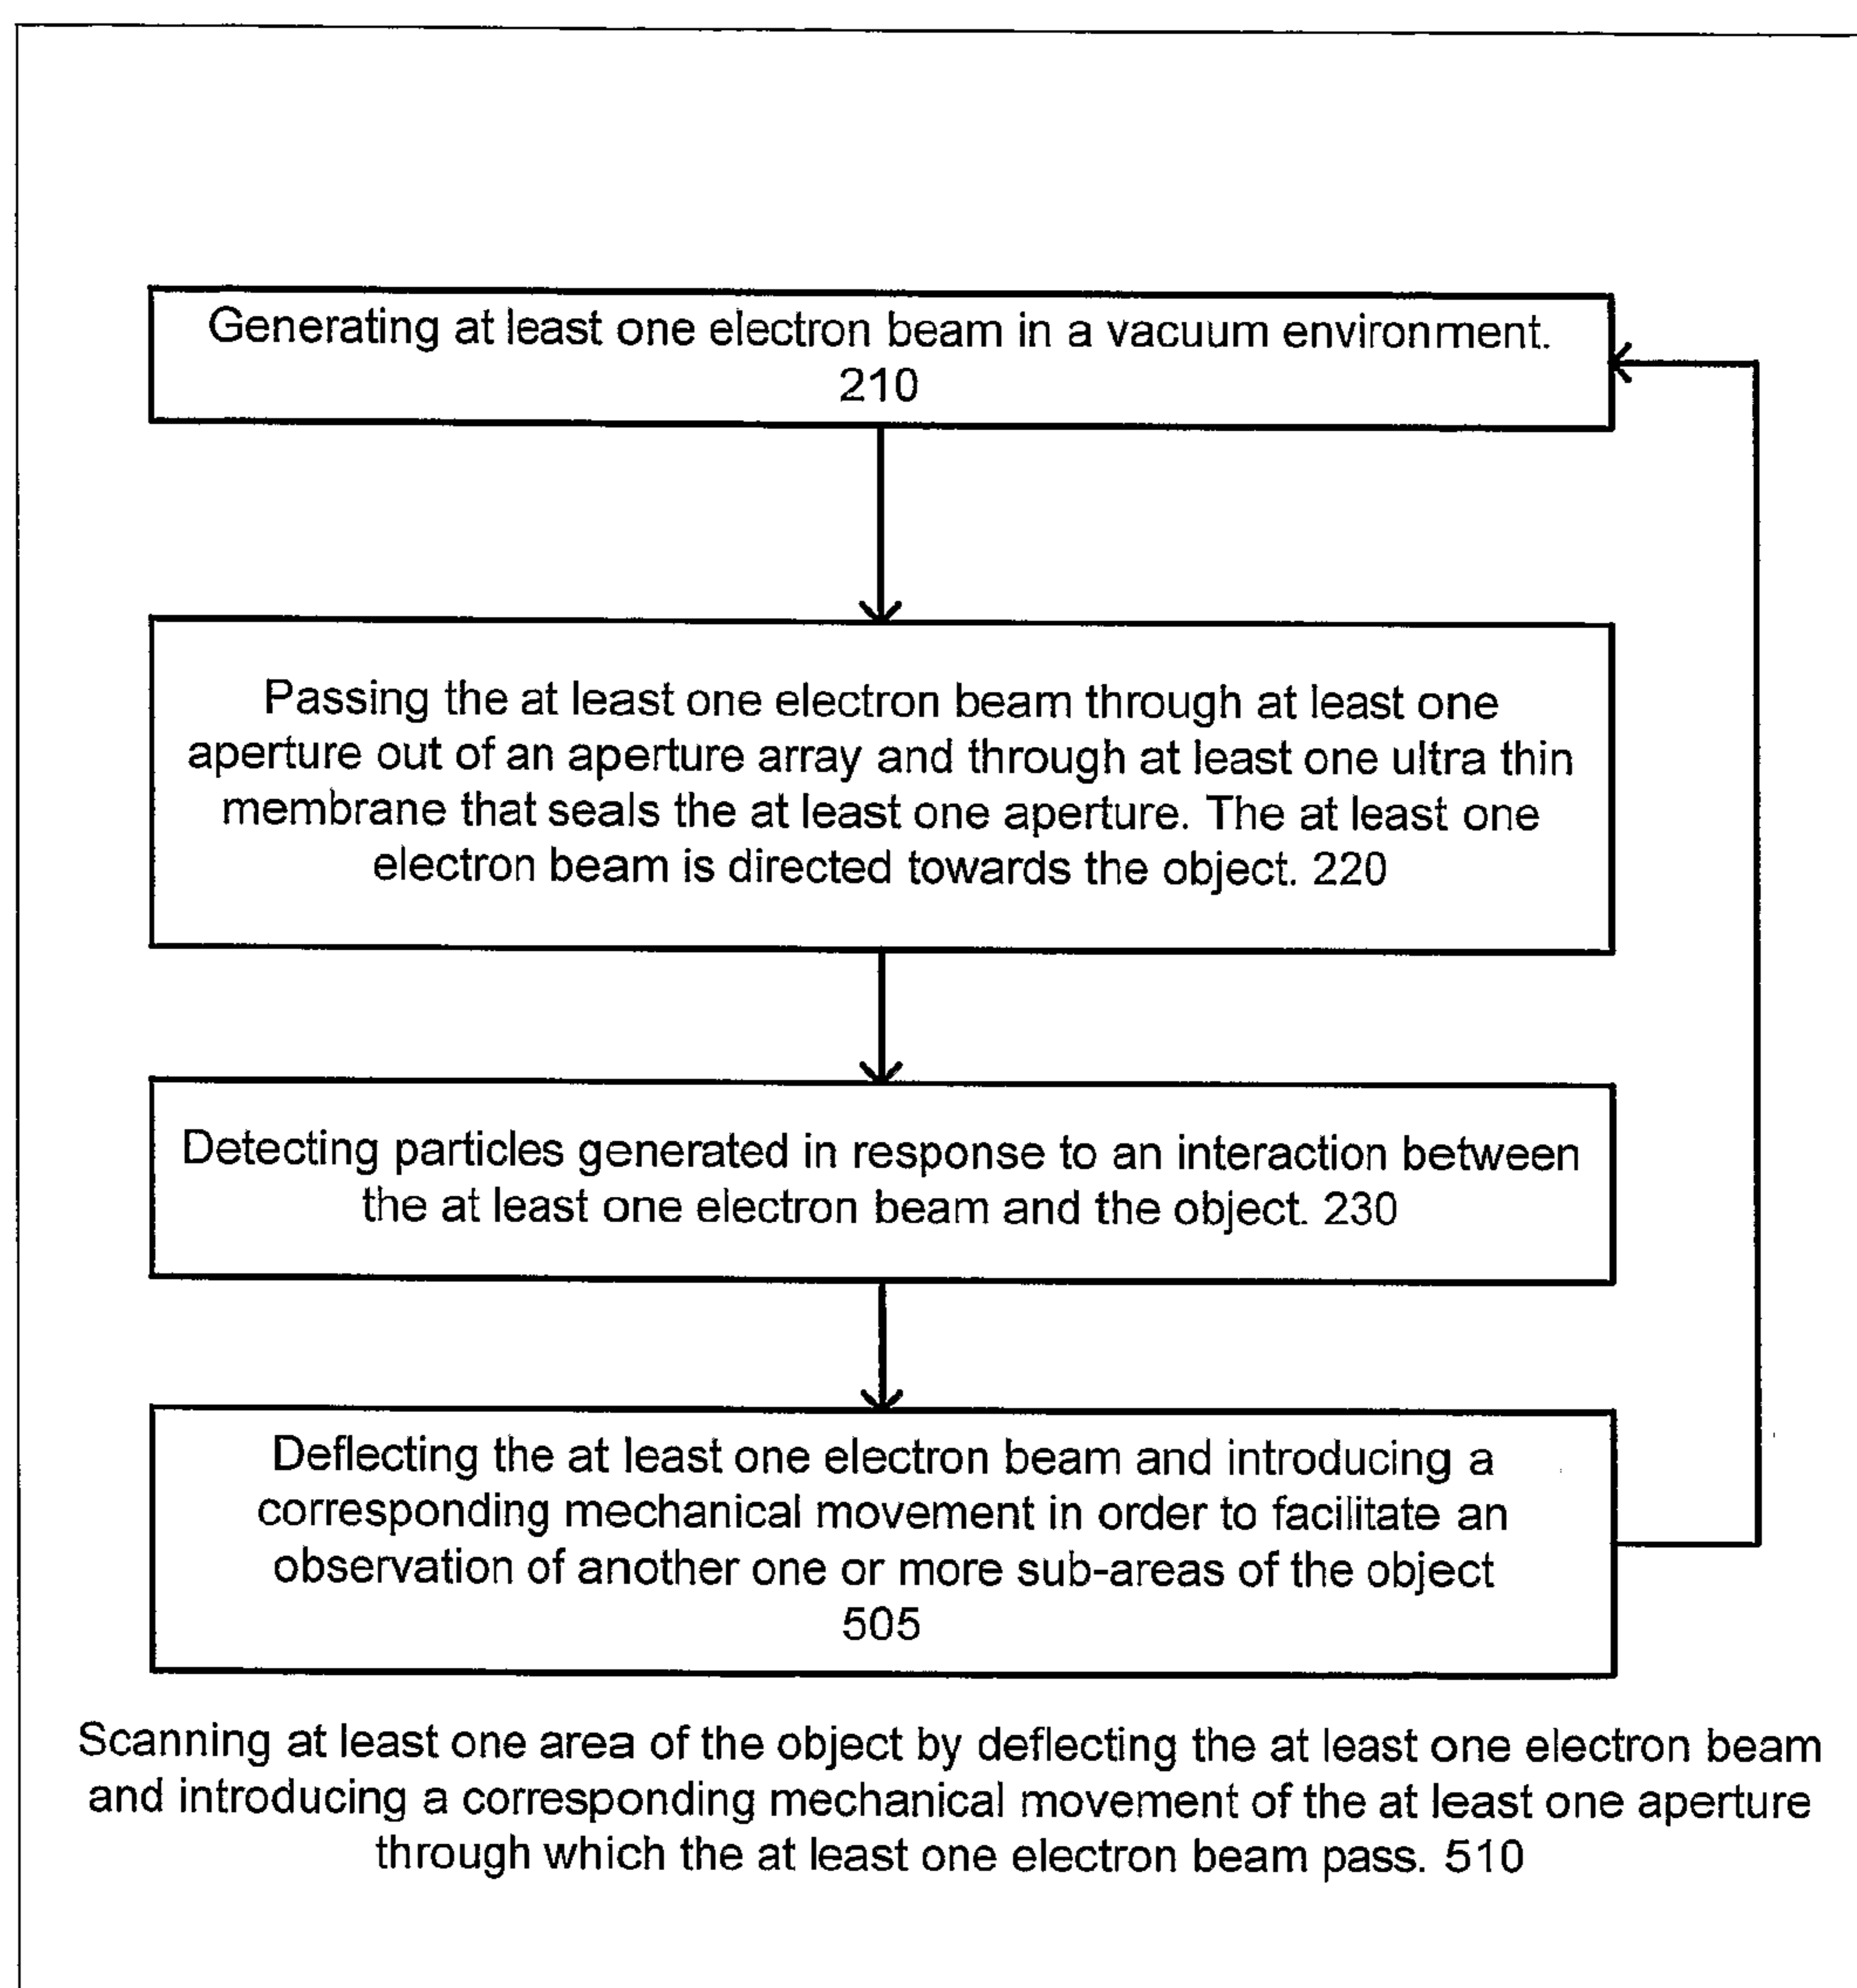 Generating at least one electron beam in a vacuum environment.
210
Passing the at least one electron beam through at least one
aperture out of an aperture array and through at least one ultra thin
membrane that seals the at least one aperture. The at least one
electron beam is directed towards the object. 220
Detecting particles generated in response to an interaction between
the at least one electron beam and the object. 230
Deflecting the at least one electron beam and introducing a
corresponding mechanical movement in order to facilitate an
observation of another one or more sub-areas of the object
505
Scanning at least one area of the object by deflecting the at least one electron beam
and introducing a corresponding mechanical movement of the at least one aperture
through which the at least one electron beam pass. 510